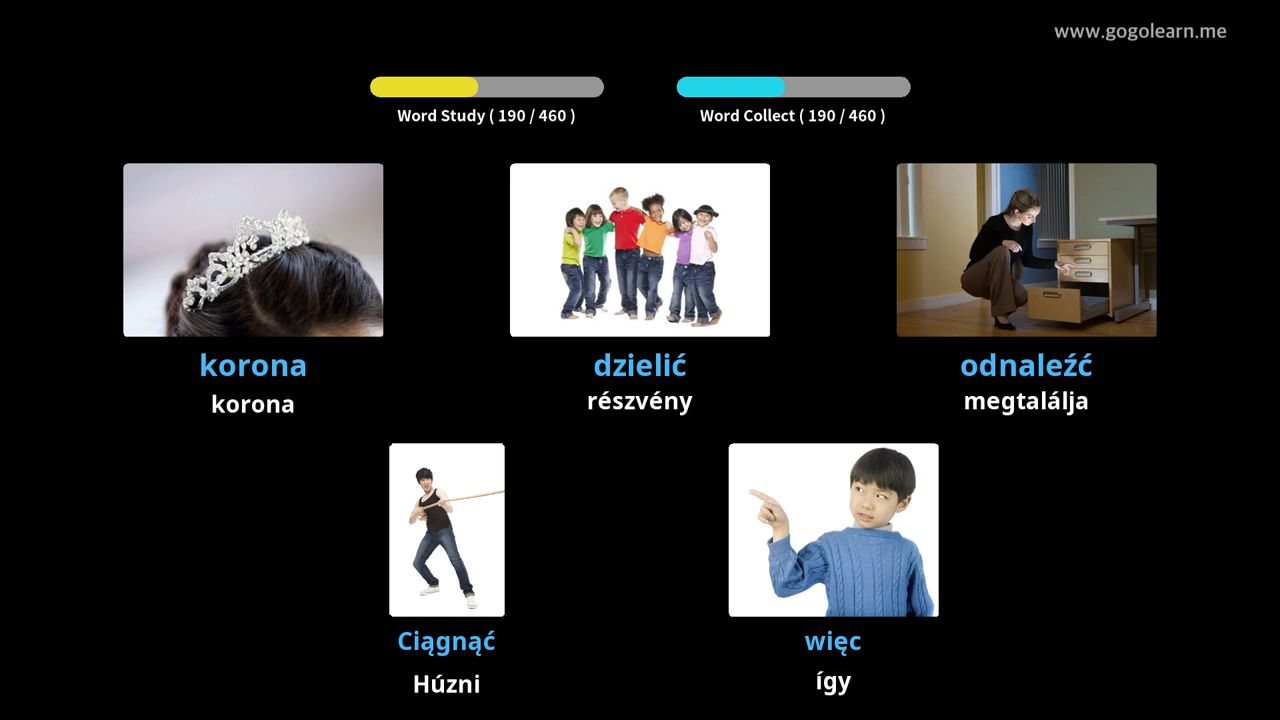 www.gogolearn.me
Word Study ( 190 / 460 )
Word Collect ( 190 / 460 )
korona
korona
dzielić
részvény
odnaleźć
megtalálja
Ciągnąć
Húzni
więc
így